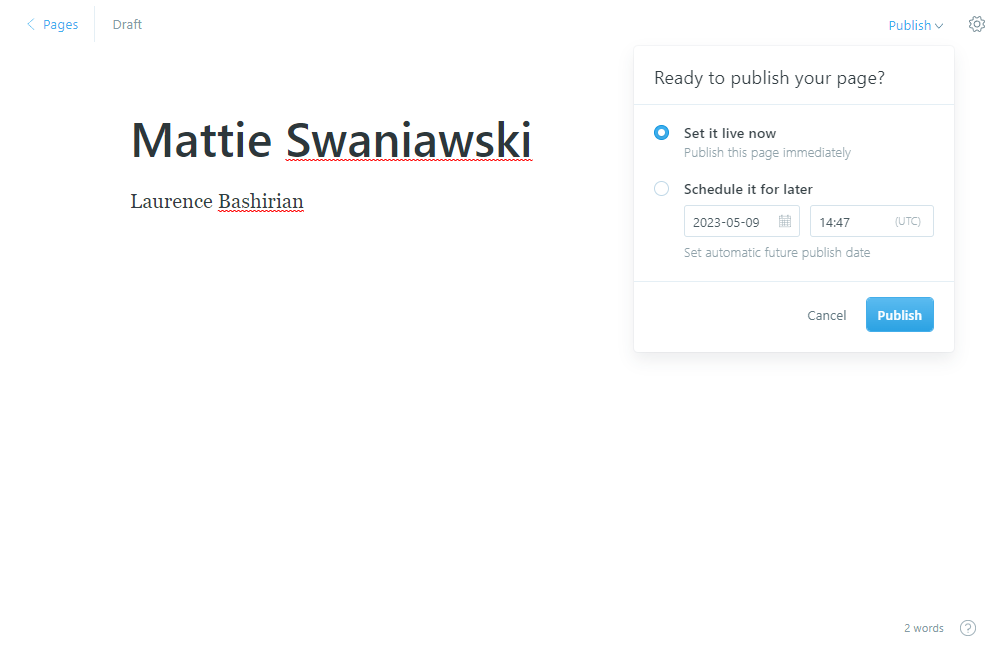 Pages
Draft
Publish
Ready to publish your page?
Mattie Swaniawski
Set it live now
Publish this page immediately
Schedule it for later
Laurence Bashirian
2023-05-09 14:47 (UTC)
Set automatic future publish date
Cancel Publish
2 words ?